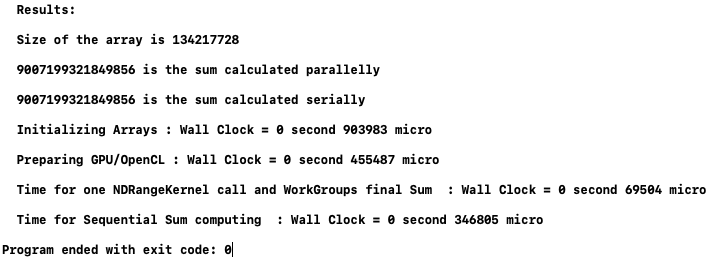 Results:
Size of the array is 134217728
9007199321849856 is the sum calculated parallelly
9007199321849856 is the sum calculated serially
Initializing Arrays : Wall Clock = 0 second 903983 micro
Preparing GPU/OpenCL : Wall Clock = 0 second 455487 micro
Time for one NDRangeKernel call and WorkGroups final Sum  : Wall Clock = 0 second 69504 micro
Time for Sequential Sum computing  : Wall Clock = 0 second 346805 micro
Program ended with exit code: 0